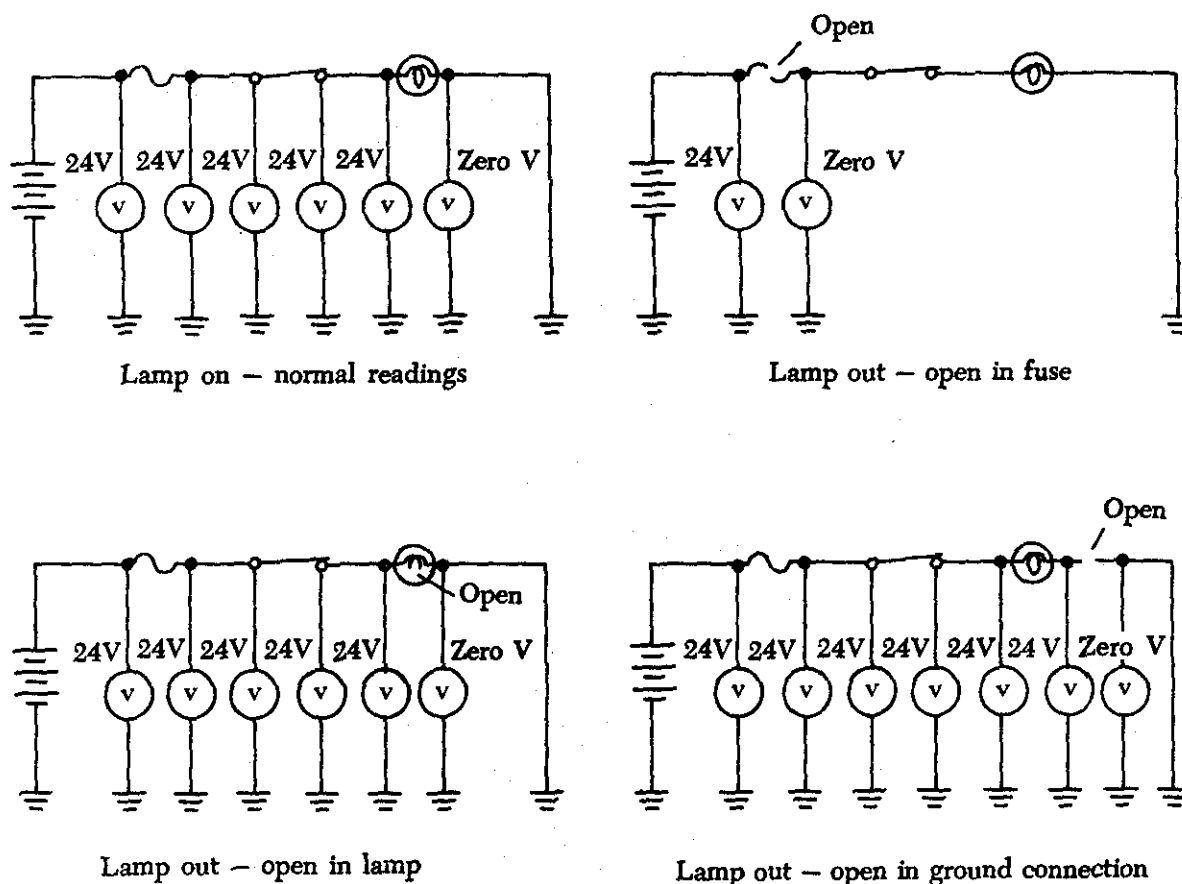 Open
24V 24V 24V 24V 24V Zero V
V V V V V V
24V Zero V
V V
Lamp on – normal readings
Lamp out – open in fuse
Open
Open
24V 24V 24V 24V 24V Zero V
V V V V V V
24V 24V 24V 24V 24V 24 V Zero V
V V V V V V V
Lamp out – open in lamp
Lamp out – open in ground connection